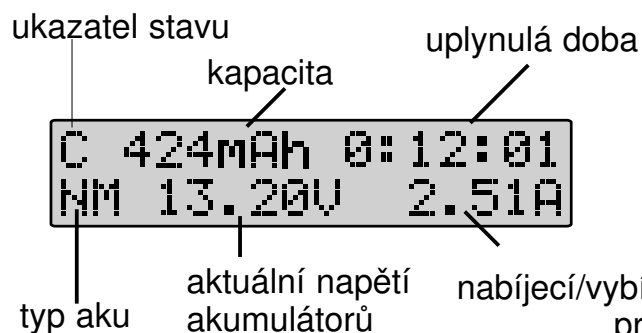 ukazatel stavu
kapacita
uplynulá doba
C 424mAh 0:12:01
NM 13.20V 2.51A
typ aku
aktuální napětí
akumulátorů